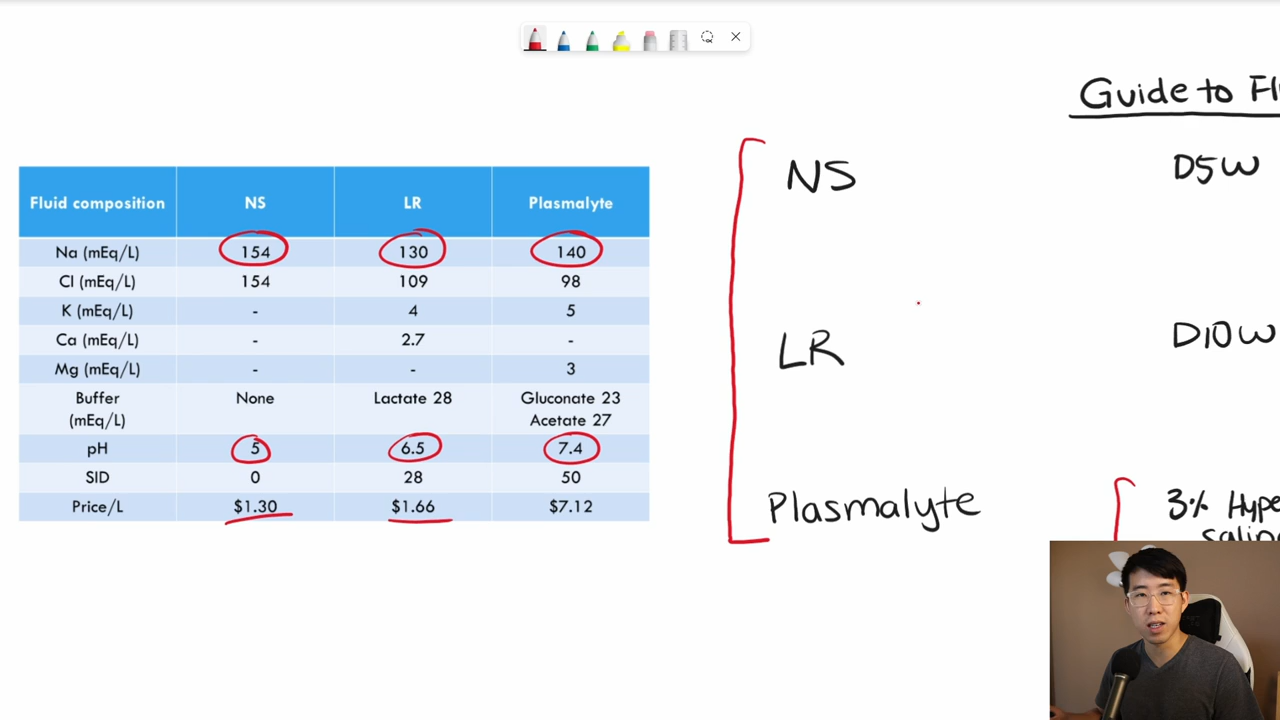 Guide to Fl
Fluid composition NS LR Plasmalyte
Na (mEq/L) 154 130 140
Cl (mEq/L) 154 109 98
K (mEq/L) - 4 5
Ca (mEq/L) - 2.7 -
Mg (mEq/L) - - 3
Buffer None Lactate 28 Gluconate 23
(mEq/L) Acetate 27
pH 5 6.5 7.4
SID 0 28 50
Price/L $1.30 $1.66 $7.12
NS
LR
Plasmalyte
D5W
D10W
3% Hype
salin